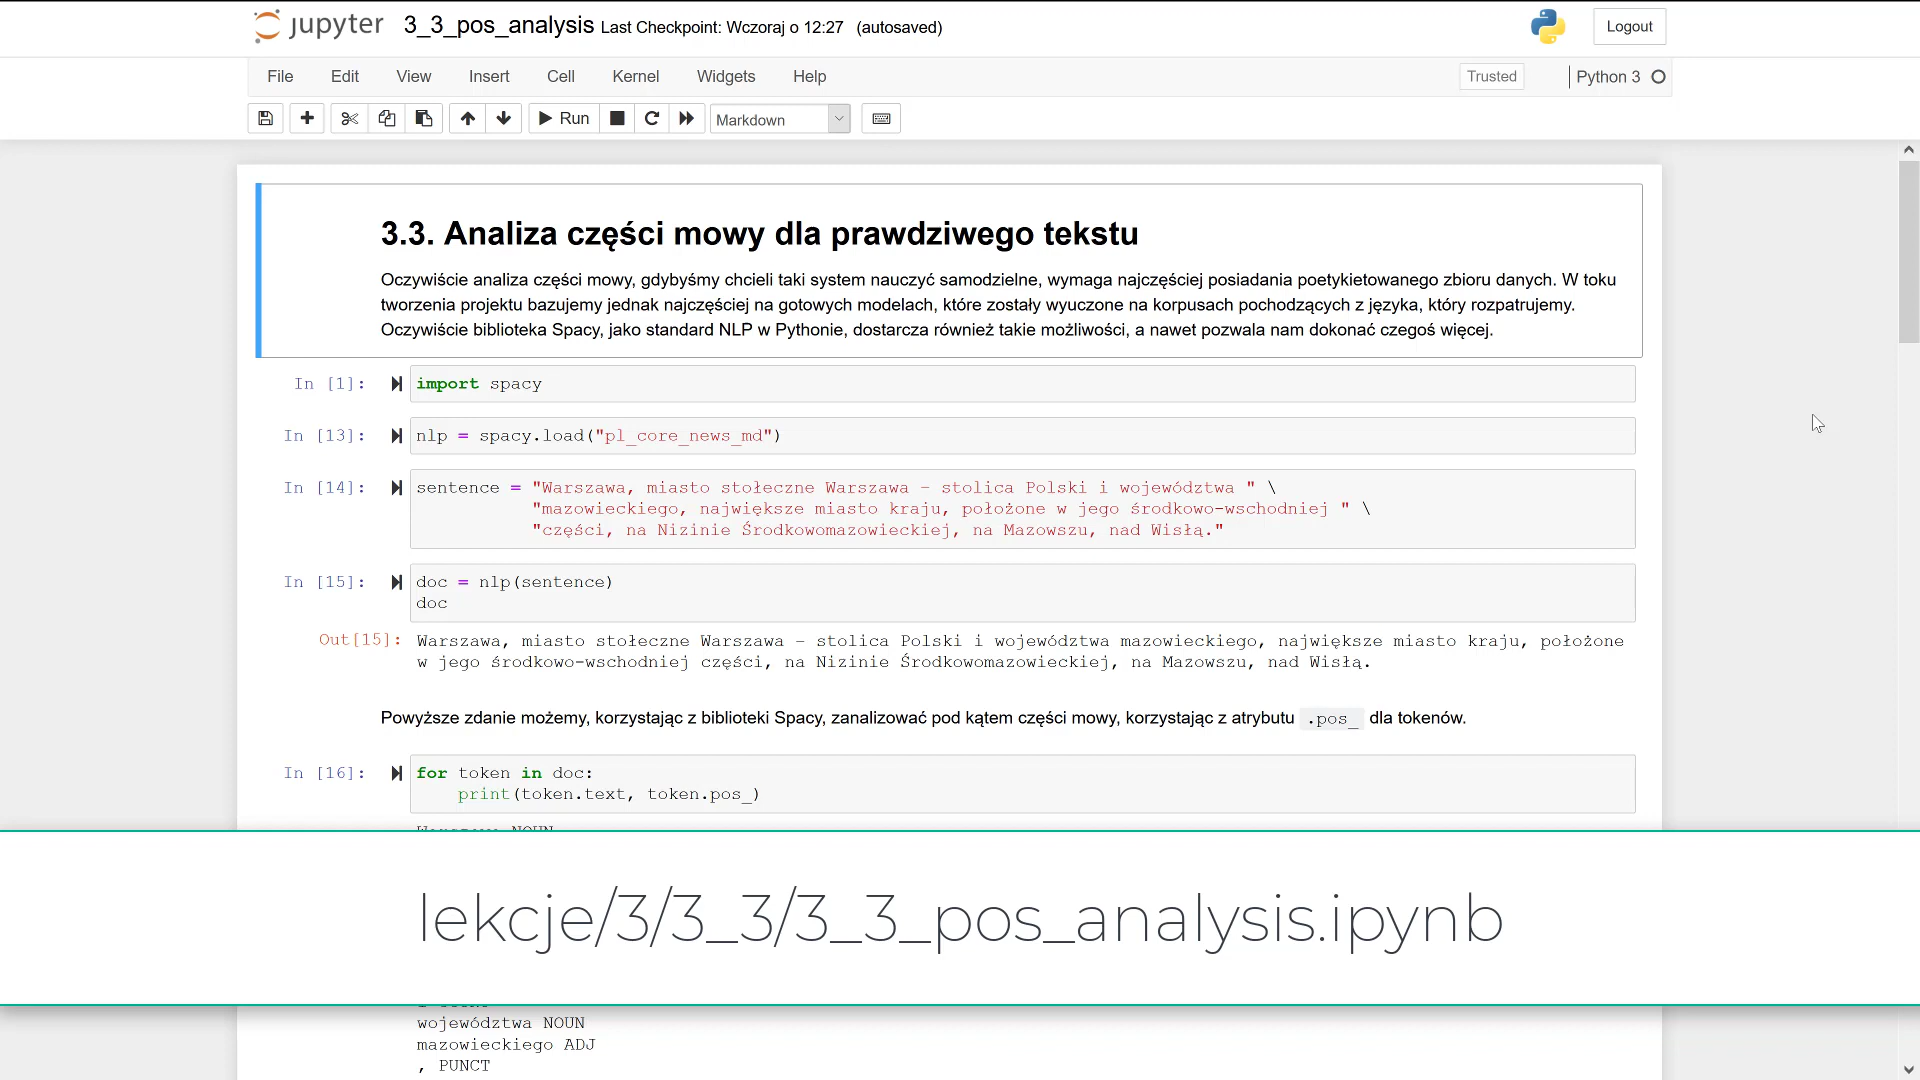 jupyter 3_3_pos_analysis Last Checkpoint: Wczoraj o 12:27 (autosaved)
Logout
File Edit View Insert Cell Kernel Widgets Help
Trusted
Python 3
Run
Markdown
3.3. Analiza części mowy dla prawdziwego tekstu
Oczywiście analiza części mowy, gdybyśmy chcieli taki system nauczyć samodzielne, wymaga najczęściej posiadania poetykietowanego zbioru danych. W toku
tworzenia projektu bazujemy jednak najczęściej na gotowych modelach, które zostały wyuczone na korpusach pochodzących z języka, który rozpatrujemy.
Oczywiście biblioteka Spacy, jako standard NLP w Pythonie, dostarcza również takie możliwości, a nawet pozwala nam dokonać czegoś więcej.
In [1]: import spacy
In [13]: nlp = spacy.load("pl_core_news_md")
In [14]: sentence = "Warszawa, miasto stołeczne Warszawa – stolica Polski i województwa " \
"mazowieckiego, największe miasto kraju, położone w jego środkowo-wschodniej " \
"części, na Nizinie Środkowomazowieckiej, na Mazowszu, nad Wisłą."
In [15]: doc = nlp(sentence)
doc
Out[15]: Warszawa, miasto stołeczne Warszawa – stolica Polski i województwa mazowieckiego, największe miasto kraju, położone
w jego środkowo-wschodniej części, na Nizinie Środkowomazowieckiej, na Mazowszu, nad Wisłą.
Powyższe zdanie możemy, korzystając z biblioteki Spacy, zanalizować pod kątem części mowy, korzystając z atrybutu .pos_ dla tokenów.
In [16]: for token in doc:
print(token.text, token.pos_)
lekcje/3/3_3/3_3_pos_analysis.ipynb
województwa NOUN
mazowieckiego ADJ
, PUNCT